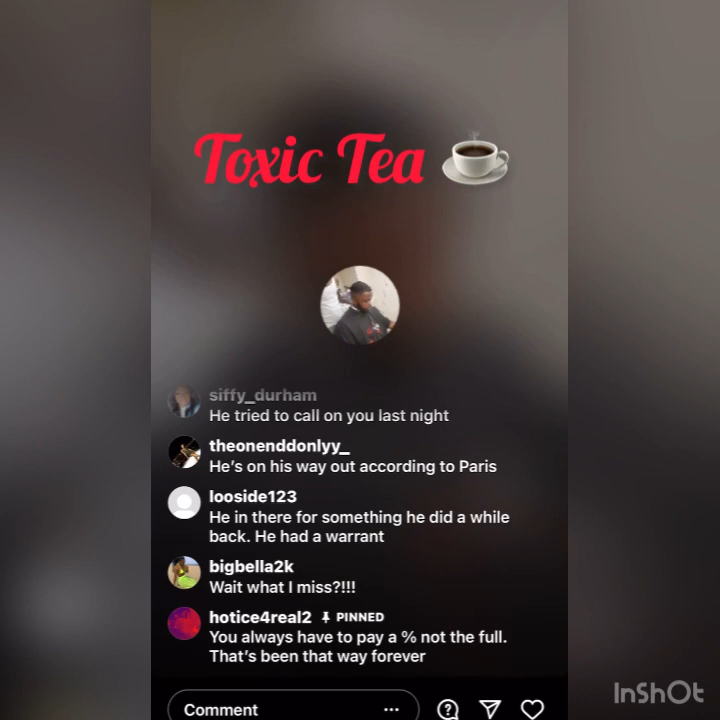 Toxic Tea
siffy_durham
He tried to call on you last night
theonenddonlyy_
He's on his way out according to Paris
looside123
He in there for something he did a while
back. He had a warrant
bigbella2k
Wait what I miss?!!!
hotice4real2 PINNED
You always have to pay a % not the full.
That's been that way forever
Comment
InShOt